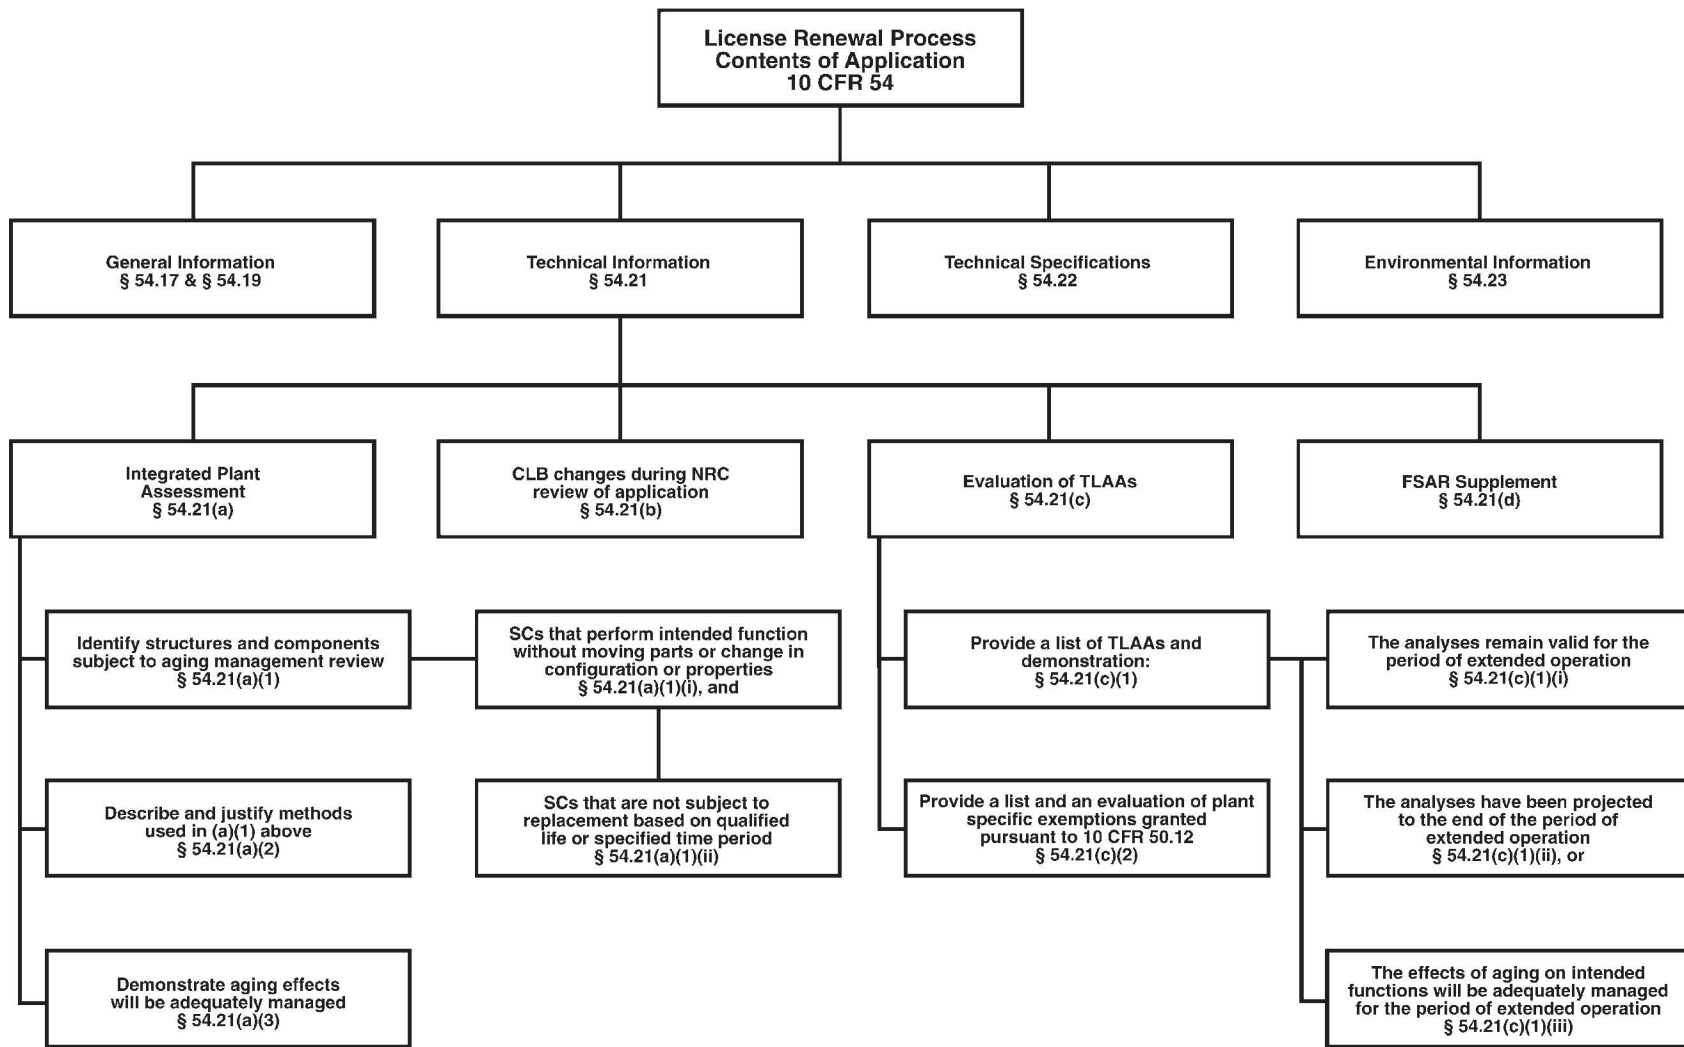 License Renewal Process
Contents of Application
10 CFR 54
General Information
§ 54.17 & § 54.19
Technical Information
§ 54.21
Technical Specifications
§ 54.22
Environmental Information
§ 54.23
Integrated Plant
Assessment
§ 54.21(a)
CLB changes during NRC
review of application
§ 54.21(b)
Evaluation of TLAAs
§ 54.21(c)
FSAR Supplement
§ 54.21(d)
Identify structures and components
subject to aging management review
§ 54.21(a)(1)
SCs that perform intended function
without moving parts or change in
configuration or properties
§ 54.21(a)(1)(i), and
Provide a list of TLAAs and
demonstration:
§ 54.21(c)(1)
The analyses remain valid for the
period of extended operation
§ 54.21(c)(1)(i)
Describe and justify methods
used in (a)(1) above
§ 54.21(a)(2)
SCs that are not subject to
replacement based on qualified
life or specified time period
§ 54.21(a)(1)(ii)
Provide a list and an evaluation of plant
specific exemptions granted
pursuant to 10 CFR 50.12
§ 54.21(c)(2)
The analyses have been projected
to the end of the period of
extended operation
§ 54.21(c)(1)(ii), or
Demonstrate aging effects
will be adequately managed
§ 54.21(a)(3)
The effects of aging on intended
functions will be adequately managed
for the period of extended operation
§ 54.21(c)(1)(iii)